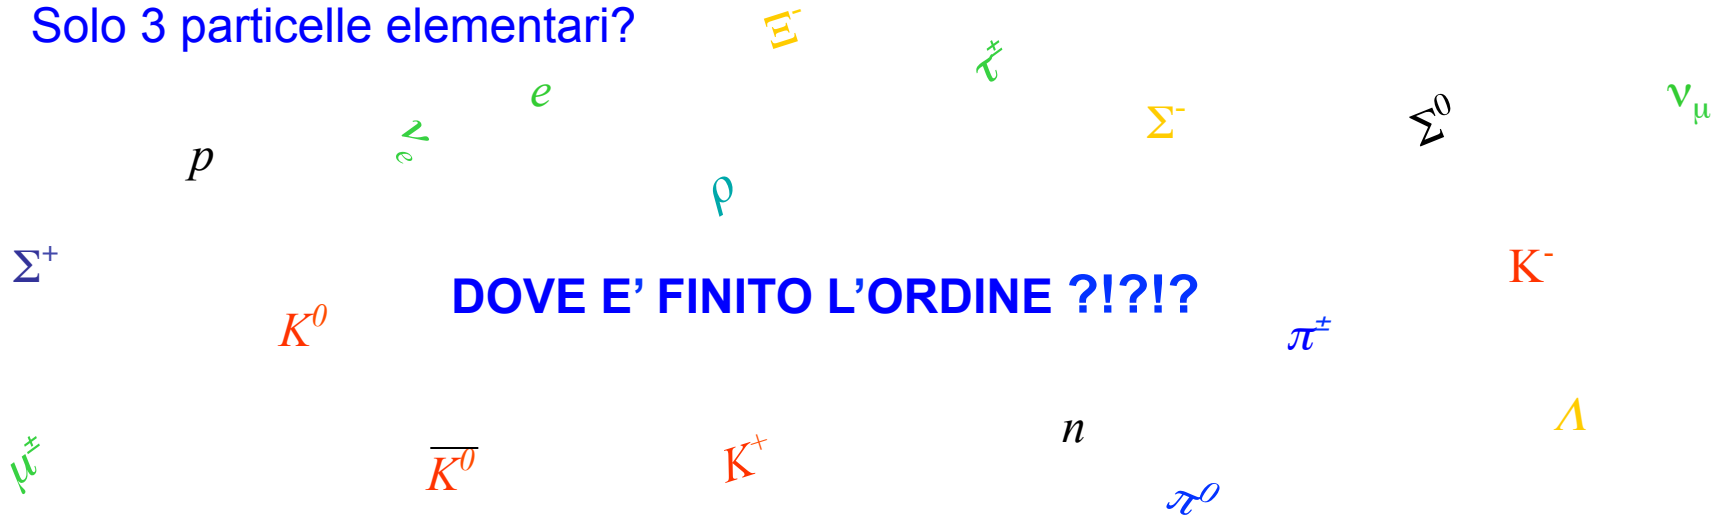 Solo 3 particelle elementari?
Ξ⁻
τ±
e
Σ⁻
Σ⁰
ν_μ
ν_e
p
ρ
Σ⁺
K⁻
DOVE E’ FINITO L’ORDINE ?!?!?
K⁰
π±
Λ
n
μ±
K̅⁰
K⁺
π⁰